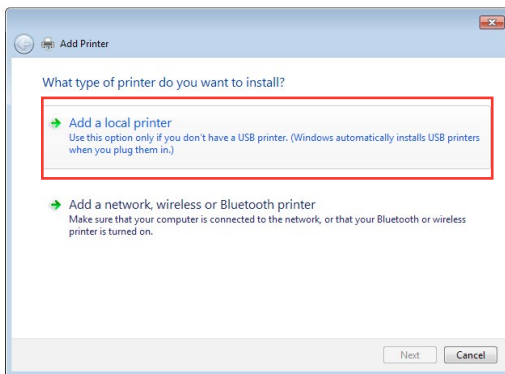 Add Printer
What type of printer do you want to install?
Add a local printer
Use this option only if you don't have a USB printer. (Windows automatically installs USB printers
when you plug them in.)
Add a network, wireless or Bluetooth printer
Make sure that your computer is connected to the network, or that your Bluetooth or wireless
printer is turned on.
Next Cancel